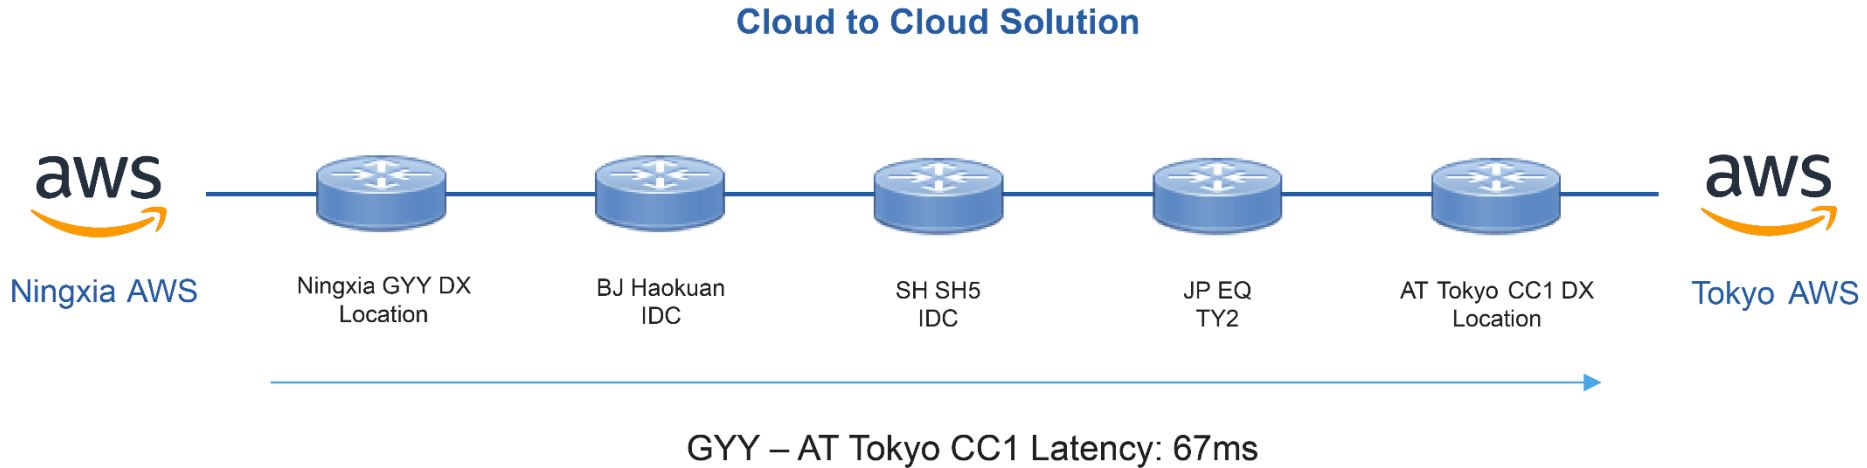 Cloud to Cloud Solution
aws
aws
Ningxia AWS
Ningxia GYY DX
Location
BJ Haokuan
IDC
SH SH5
IDC
JP EQ
TY2
AT Tokyo CC1 DX
Location
Tokyo AWS
GYY – AT Tokyo CC1 Latency: 67ms